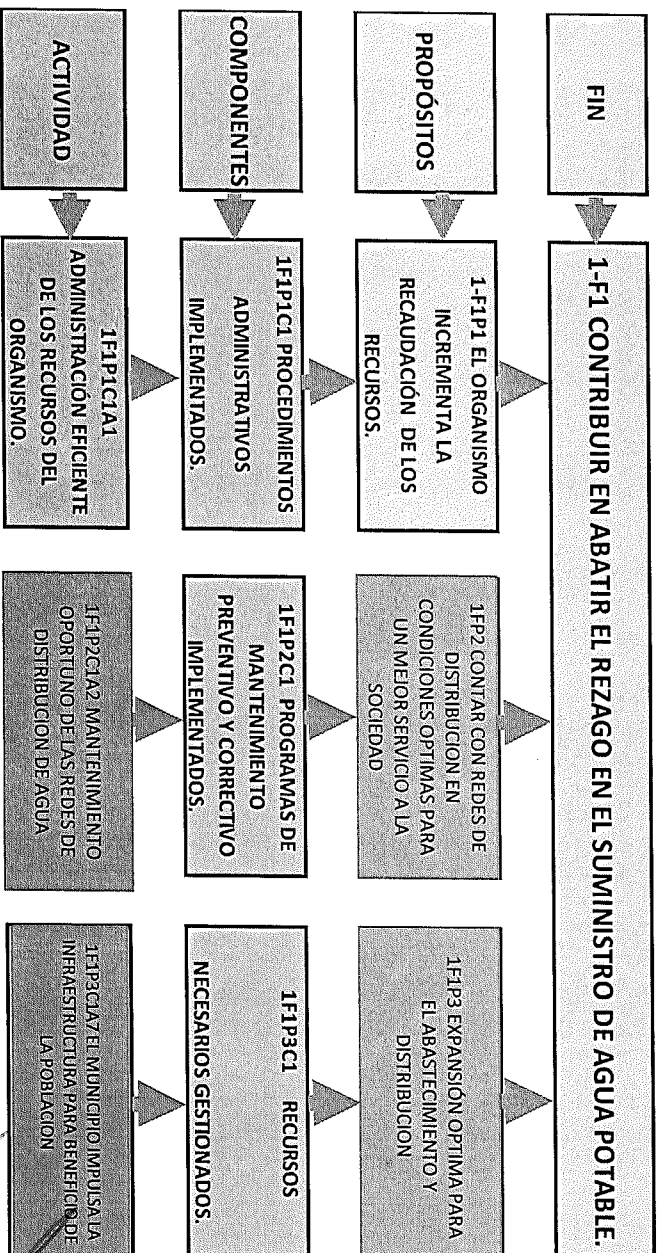 FIN
1-F1 CONTRIBUIR EN ABATIR EL REZAGO EN EL SUMINISTRO DE AGUA POTABLE.
PROPÓSITOS
1-F1P1 EL ORGANISMO
INCREMENTA LA
RECAUDACIÓN DE LOS
RECURSOS.
1FP2 CONTAR CON REDES DE
DISTRIBUCION EN
CONDICIONES OPTIMAS PARA
UN MEJOR SERVICIO A LA
SOCIEDAD
1F1P3 EXPANSIÓN OPTIMA PARA
EL ABASTECIMIENTO Y
DISTRIBUCION
COMPONENTES
1F1P1C1 PROCEDIMIENTOS
ADMINISTRATIVOS
IMPLEMENTADOS.
1F1P2C1 PROGRAMAS DE
MANTENIMIENTO
PREVENTIVO Y CORRECTIVO
IMPLEMENTADOS.
1F1P3C1 RECURSOS
NECESARIOS GESTIONADOS.
ACTIVIDAD
1F1P1C1A1
ADMINISTRACIÓN EFICIENTE
DE LOS RECURSOS DEL
ORGANISMO.
1F1P2C1A2 MANTENIMIENTO
OPORTUNO DE LAS REDES DE
DISTRIBUCION DE AGUA
1F1P3C1A7 EL MUNICIPIO IMPULSA LA
INFRAESTRUCTURA PARA BENEFICIO DE
LA POBLACION